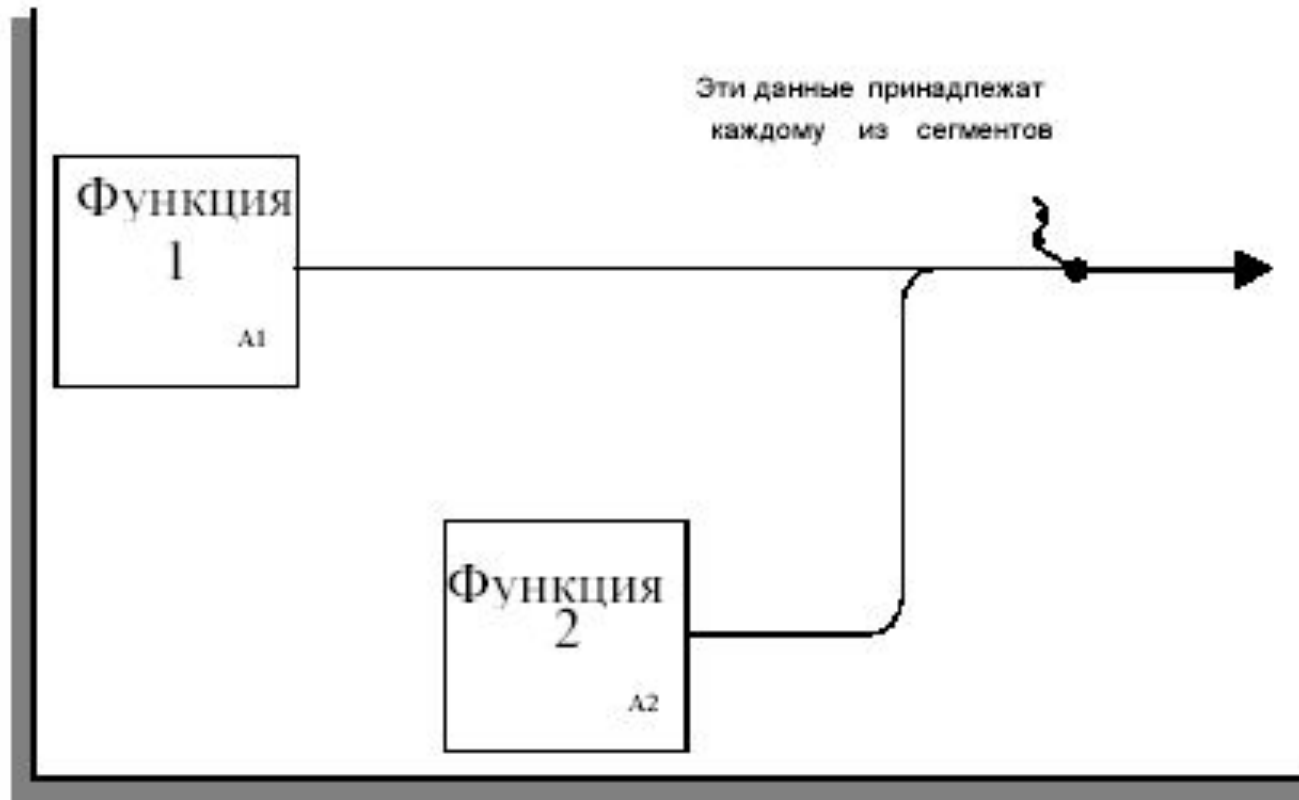 Эти данные принадлежат
каждому из сегментов
Функция
1
A1
Функция
2
A2